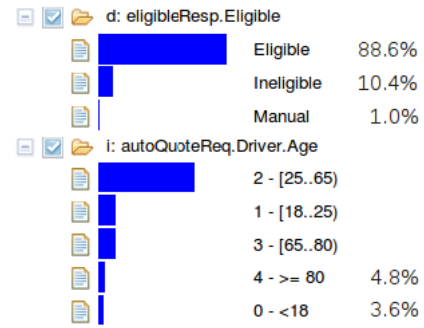 d: eligibleResp.Eligible
Eligible 88.6%
Ineligible 10.4%
Manual 1.0%
i: autoQuoteReq.Driver.Age
2 - [25..65)
1 - [18..25)
3 - [65..80)
4 - >= 80 4.8%
0 - <18 3.6%